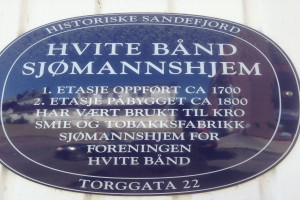 HISTORISKE SANDEFJORD
HVITE BÅND
SJØMANNSHJEM
1. ETASJE OPPFØRT CA 1700
2. ETASJE PÅBYGGET CA 1800
HAR VÆRT BRUKT TIL KRO
SMIE OG TOBAKKSFABRIKK
SJØMANNSHJEM FOR
FORENINGEN
HVITE BÅND
TORGGATA 22